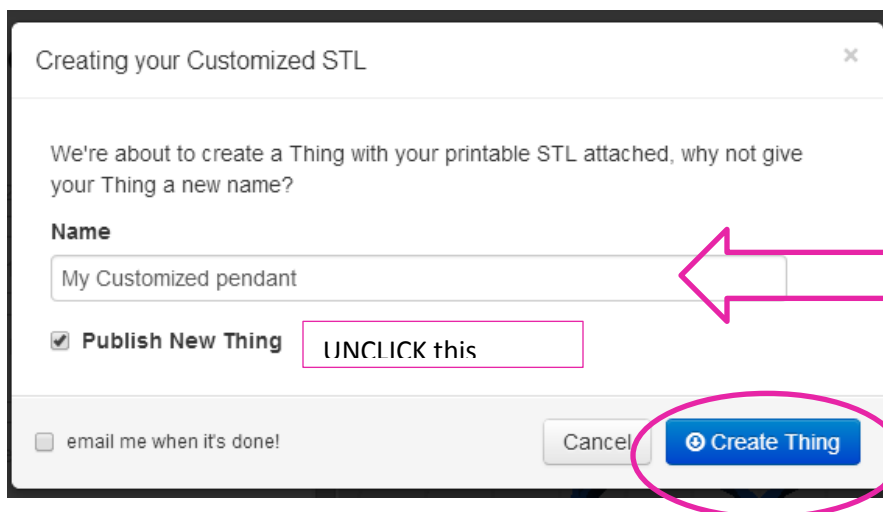 Creating your Customized STL ×
We're about to create a Thing with your printable STL attached, why not give
your Thing a new name?
Name
My Customized pendant
Publish New Thing
UNCLICK this
email me when it's done!
Cancel
Create Thing